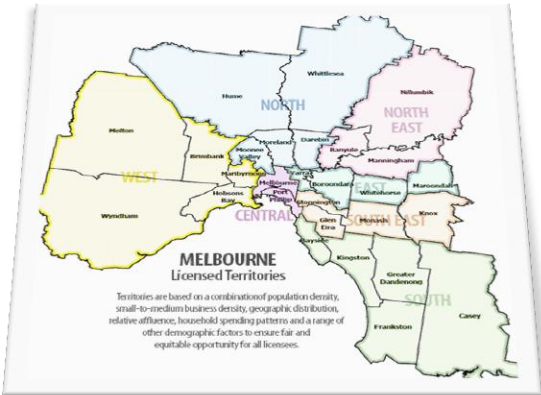 Whittlesea
Hume
NORTH
Nillumbik
NORTH
EAST
Melton
Moreland
Darebin
Banyule
Moonee
Valley
Brimbank
Manningham
WEST
Maribyrnong
Melbourne
Yarra
Boroondara
EAST
Whitehorse
Maroondah
Hobsons
Bay
Port
Phillip
Wyndham
CENTRAL
Glen
Eira
SOUTH EAST
Monash
Knox
Bayside
Kingston
MELBOURNE
Licensed Territories
Greater
Dandenong
SOUTH
Casey
Frankston
Territories are based on a combinationof population density,
small-to-medium business density, geographic distribution,
relative affluence, household spending patterns and a range of
other demographic factors to ensure fair and
equitable opportunity for all licensees.